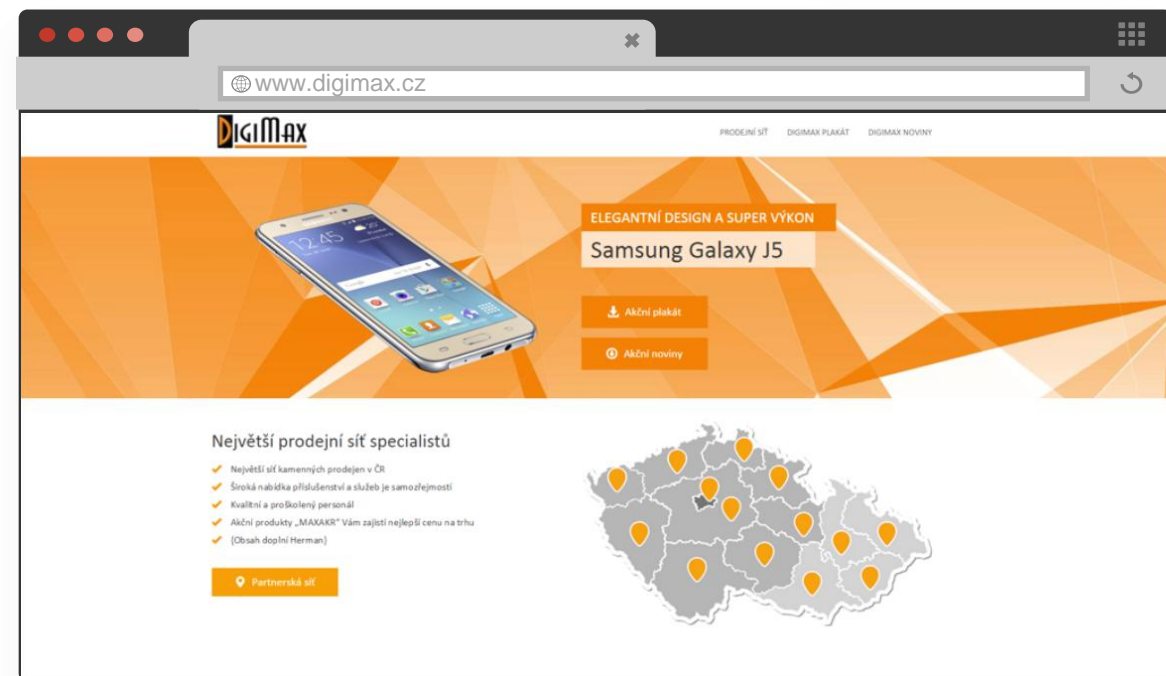 www.digimax.cz
DIGIMAX
PRODEJNÍ SÍŤ DIGIMAX PLAKÁT DIGIMAX NOVINY
12:45
ELEGANTNÍ DESIGN A SUPER VÝKON
Samsung Galaxy J5
Akční plakát
Akční noviny
Největší prodejní síť specialistů
Největší síť kamenných prodejen v ČR
Široká nabídka příslušenství a služeb je samozřejmostí
Kvalitní a proškolený personál
Akční produkty „MAXAKR" Vám zajistí nejlepší cenu na trhu
(Obsah doplní Herman)
Partnerská síť